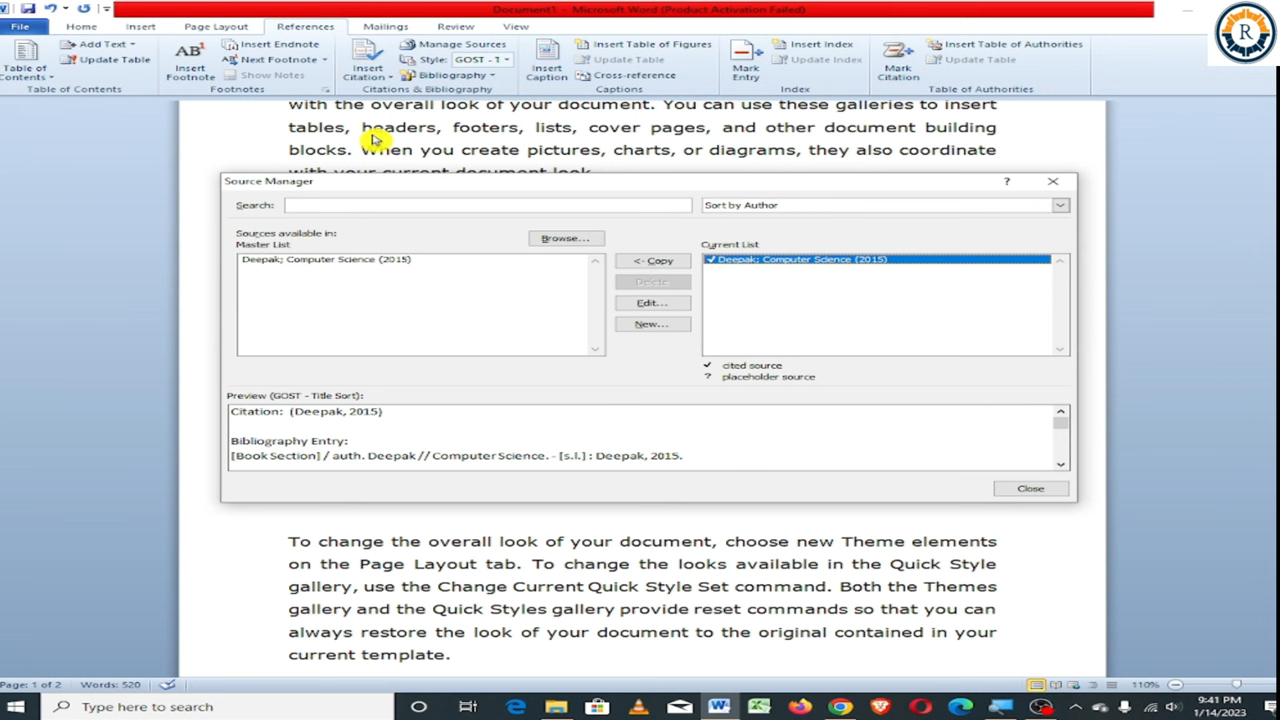 Document1 - Microsoft Word (Product Activation Failed)
File Home Insert Page Layout References Mailings Review View
Table of Contents
Add Text
Update Table
Table of Contents
AB1
Insert Footnote
Insert Endnote
Next Footnote
Show Notes
Footnotes
Insert Citation
Manage Sources
Style: GOST - T
Bibliography
Citations & Bibliography
Insert Caption
Insert Table of Figures
Update Table
Cross-reference
Captions
Mark Entry
Insert Index
Update Index
Index
Mark Citation
Insert Table of Authorities
Update Table
Table of Authorities
R
with the overall look of your document. You can use these galleries to insert
tables, headers, footers, lists, cover pages, and other document building
blocks. When you create pictures, charts, or diagrams, they also coordinate
with your current document look.
Source Manager
Search:
Sort by Author
Sources available in:
Master List
Browse...
Current List
Deepak; Computer Science (2015)
<- Copy
Delete
Edit...
New...
✓ Deepak; Computer Science (2015)
✓ cited source
? placeholder source
Preview (GOST - Title Sort):
Citation: (Deepak, 2015)
Bibliography Entry:
[Book Section] / auth. Deepak // Computer Science. - [s.l.] : Deepak, 2015.
Close
To change the overall look of your document, choose new Theme elements
on the Page Layout tab. To change the looks available in the Quick Style
gallery, use the Change Current Quick Style Set command. Both the Themes
gallery and the Quick Styles gallery provide reset commands so that you can
always restore the look of your document to the original contained in your
current template.
Page: 1 of 2 Words: 520
110%
Type here to search
9:41 PM
1/14/2023